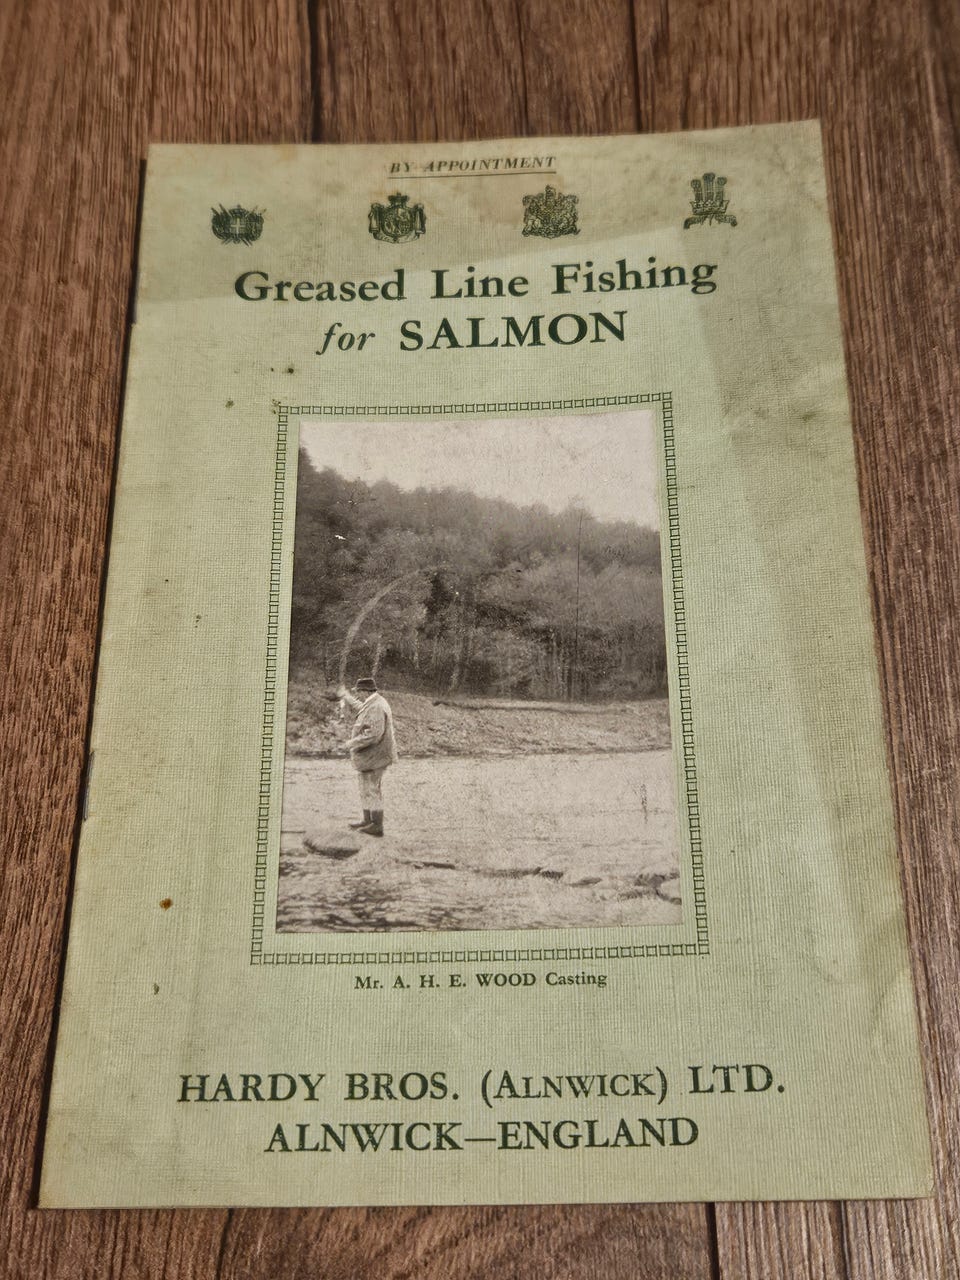 BY APPOINTMENT
Greased Line Fishing
for SALMON
Mr. A. H. E. WOOD Casting
HARDY BROS. (ALNWICK) LTD.
ALNWICK—ENGLAND